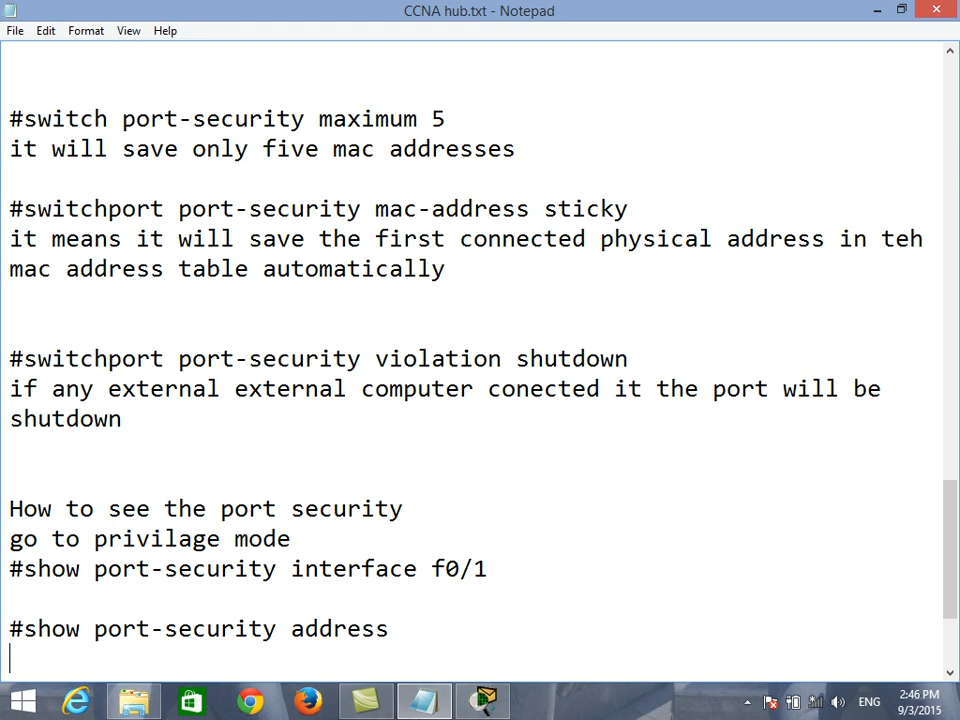 CCNA hub.txt - Notepad
File Edit Format View Help
#switch port-security maximum 5
it will save only five mac addresses
#switchport port-security mac-address sticky
it means it will save the first connected physical address in teh
mac address table automatically
#switchport port-security violation shutdown
if any external external computer conected it the port will be
shutdown
How to see the port security
go to privilage mode
#show port-security interface f0/1
#show port-security address
ENG
2:46 PM
9/3/2015